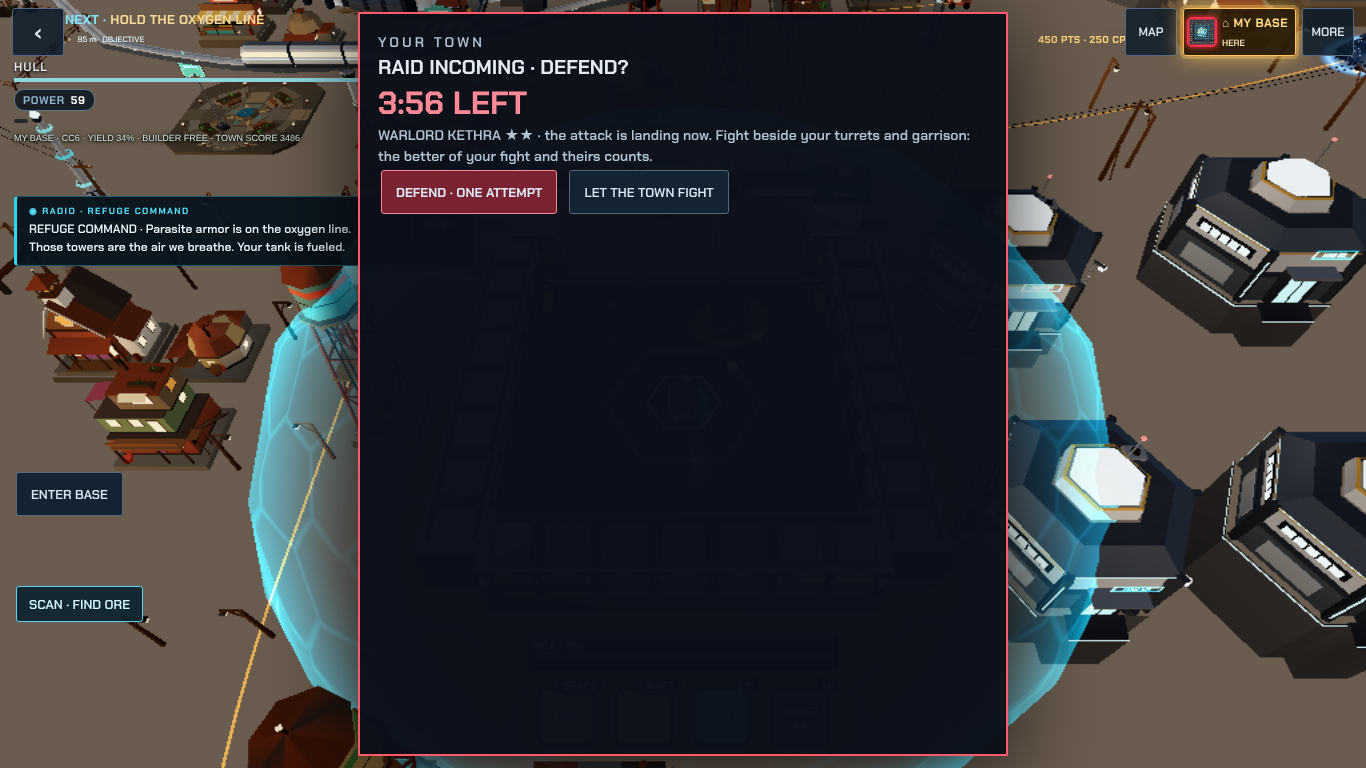 NEXT · HOLD THE OXYGEN LINE
95 m · OBJECTIVE
HULL
POWER 59
MY BASE · CC6 · YIELD 34% · BUILDER FREE · TOWN SCORE 3486
◉ RADIO · REFUGE COMMAND
REFUGE COMMAND · Parasite armor is on the oxygen line.
Those towers are the air we breathe. Your tank is fueled.
ENTER BASE
SCAN · FIND ORE
YOUR TOWN
RAID INCOMING · DEFEND?
3:56 LEFT
WARLORD KETHRA ★★ · the attack is landing now. Fight beside your turrets and garrison:
the better of your fight and theirs counts.
DEFEND · ONE ATTEMPT
LET THE TOWN FIGHT
450 PTS · 250 CP
MAP
⌂ MY BASE
HERE
MORE